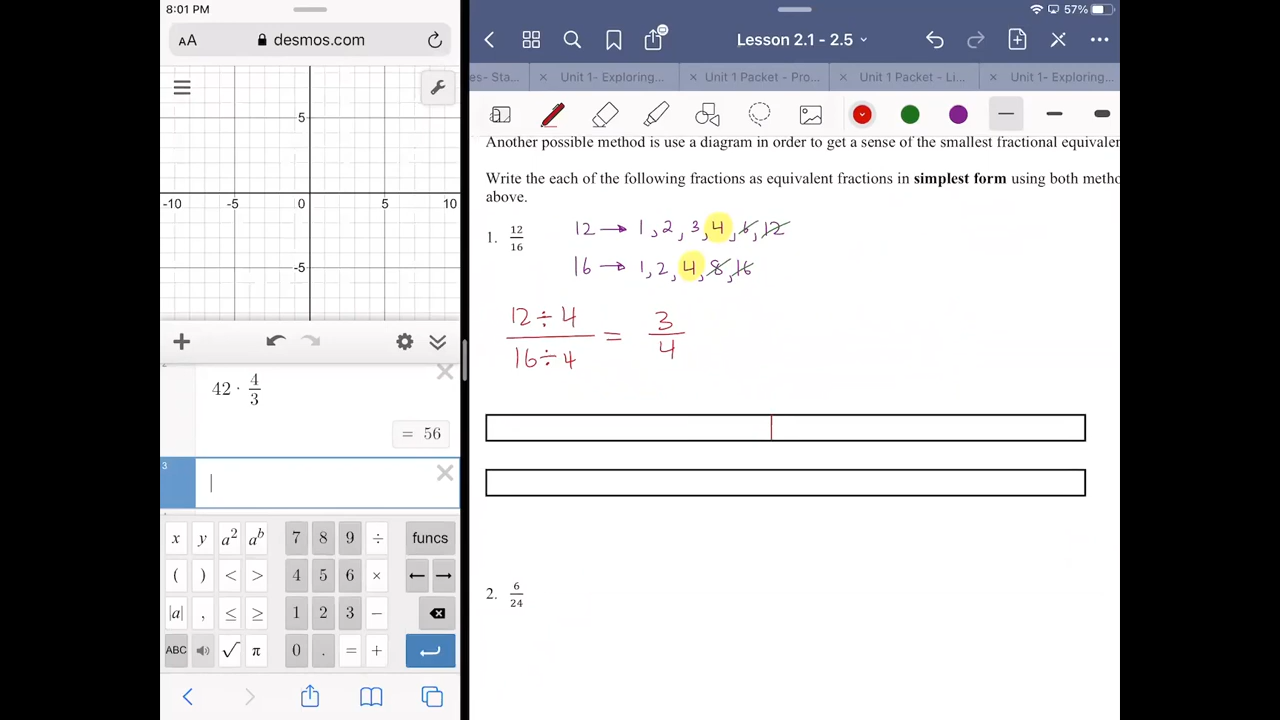 8:01 PM
57%
AA desmos.com
Lesson 2.1 - 2.5
es- Sta...
× Unit 1- Exploring...
× Unit 1 Packet - Pro...
× Unit 1 Packet - Li...
× Unit 1- Exploring...
5
-10 -5 0 5 10
-5
42 · 4/3
= 56
3
x y a² aᵇ 7 8 9 ÷ funcs
( ) < > 4 5 6 × ← →
|a| , ≤ ≥ 1 2 3 −
ABC √ π 0 . = +
Another possible method is use a diagram in order to get a sense of the smallest fractional equivalen
Write the each of the following fractions as equivalent fractions in simplest form using both metho
above.
1. 12/16
12 → 1, 2, 3, 4, 6, 12
16 → 1, 2, 4, 8, 16
12 ÷ 4 / 16 ÷ 4 = 3/4
2. 6/24